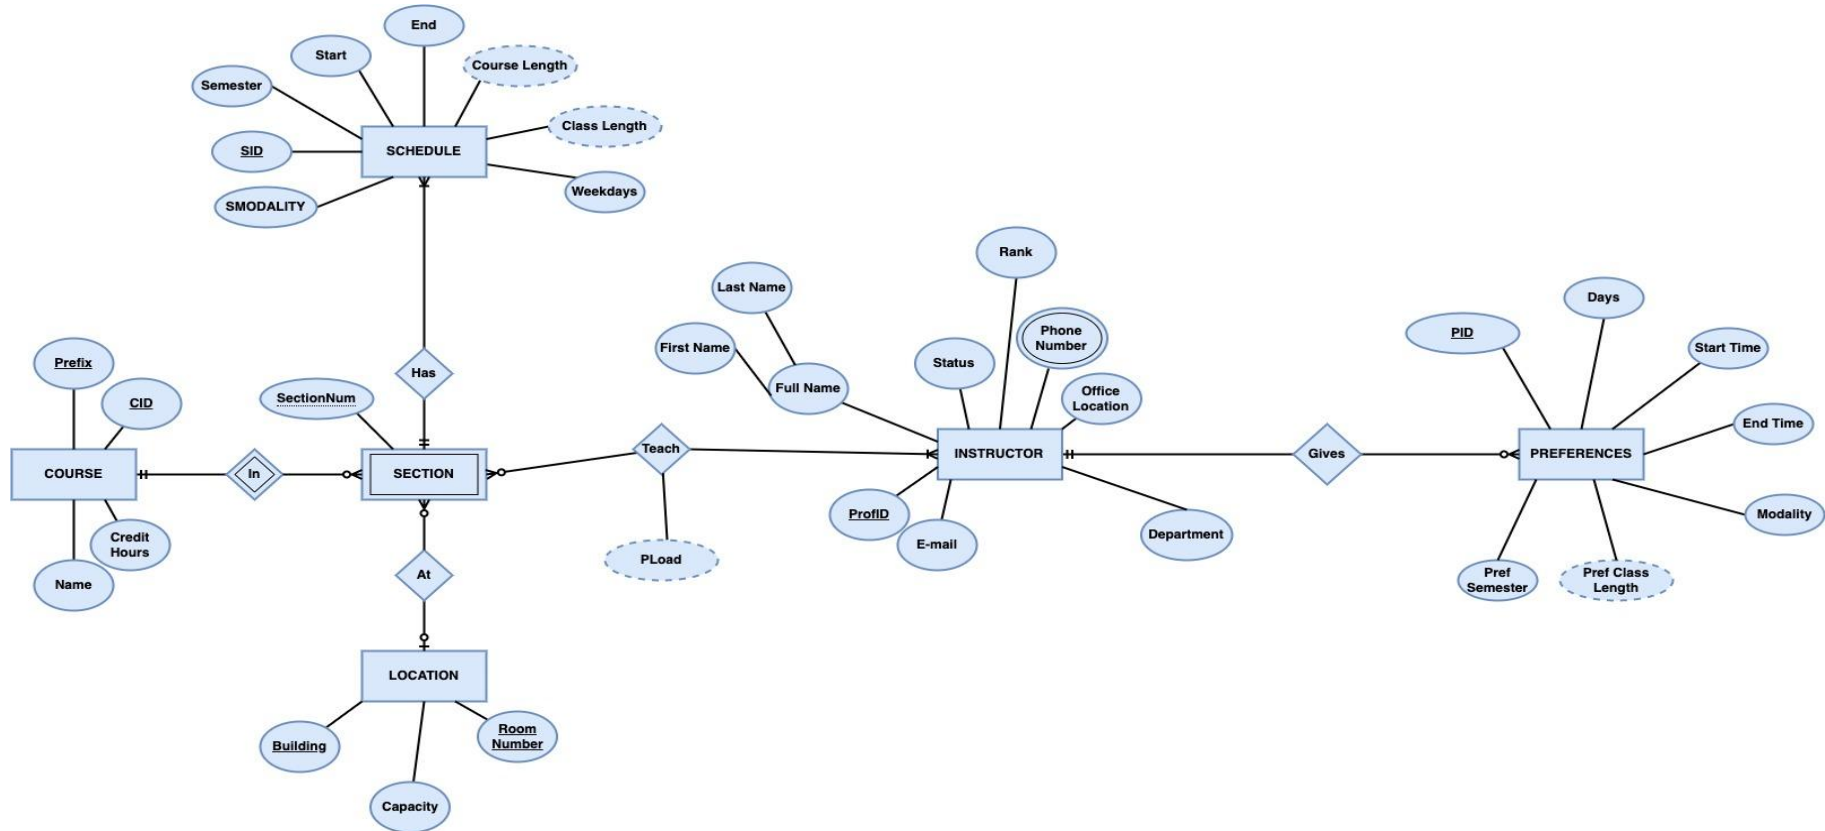 End
Start
Course Length
Semester
Class Length
SID
SCHEDULE
Weekdays
SMODALITY
Rank
Last Name
Days
Phone
Number
PID
First Name
Status
Start Time
Prefix
Has
Full Name
Office
Location
CID
SectionNum
End Time
COURSE
In
SECTION
Teach
INSTRUCTOR
Gives
PREFERENCES
ProfID
Modality
Credit
Hours
E-mail
Department
Name
At
PLoad
Pref
Semester
Pref Class
Length
LOCATION
Building
Room
Number
Capacity